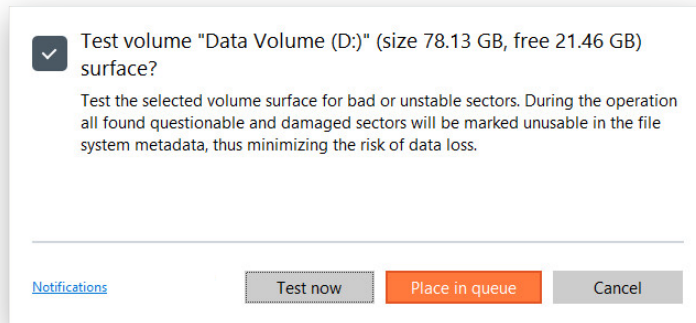 Test volume "Data Volume (D:)" (size 78.13 GB, free 21.46 GB)
surface?
Test the selected volume surface for bad or unstable sectors. During the operation
all found questionable and damaged sectors will be marked unusable in the file
system metadata, thus minimizing the risk of data loss.
Notifications
Test now
Place in queue
Cancel